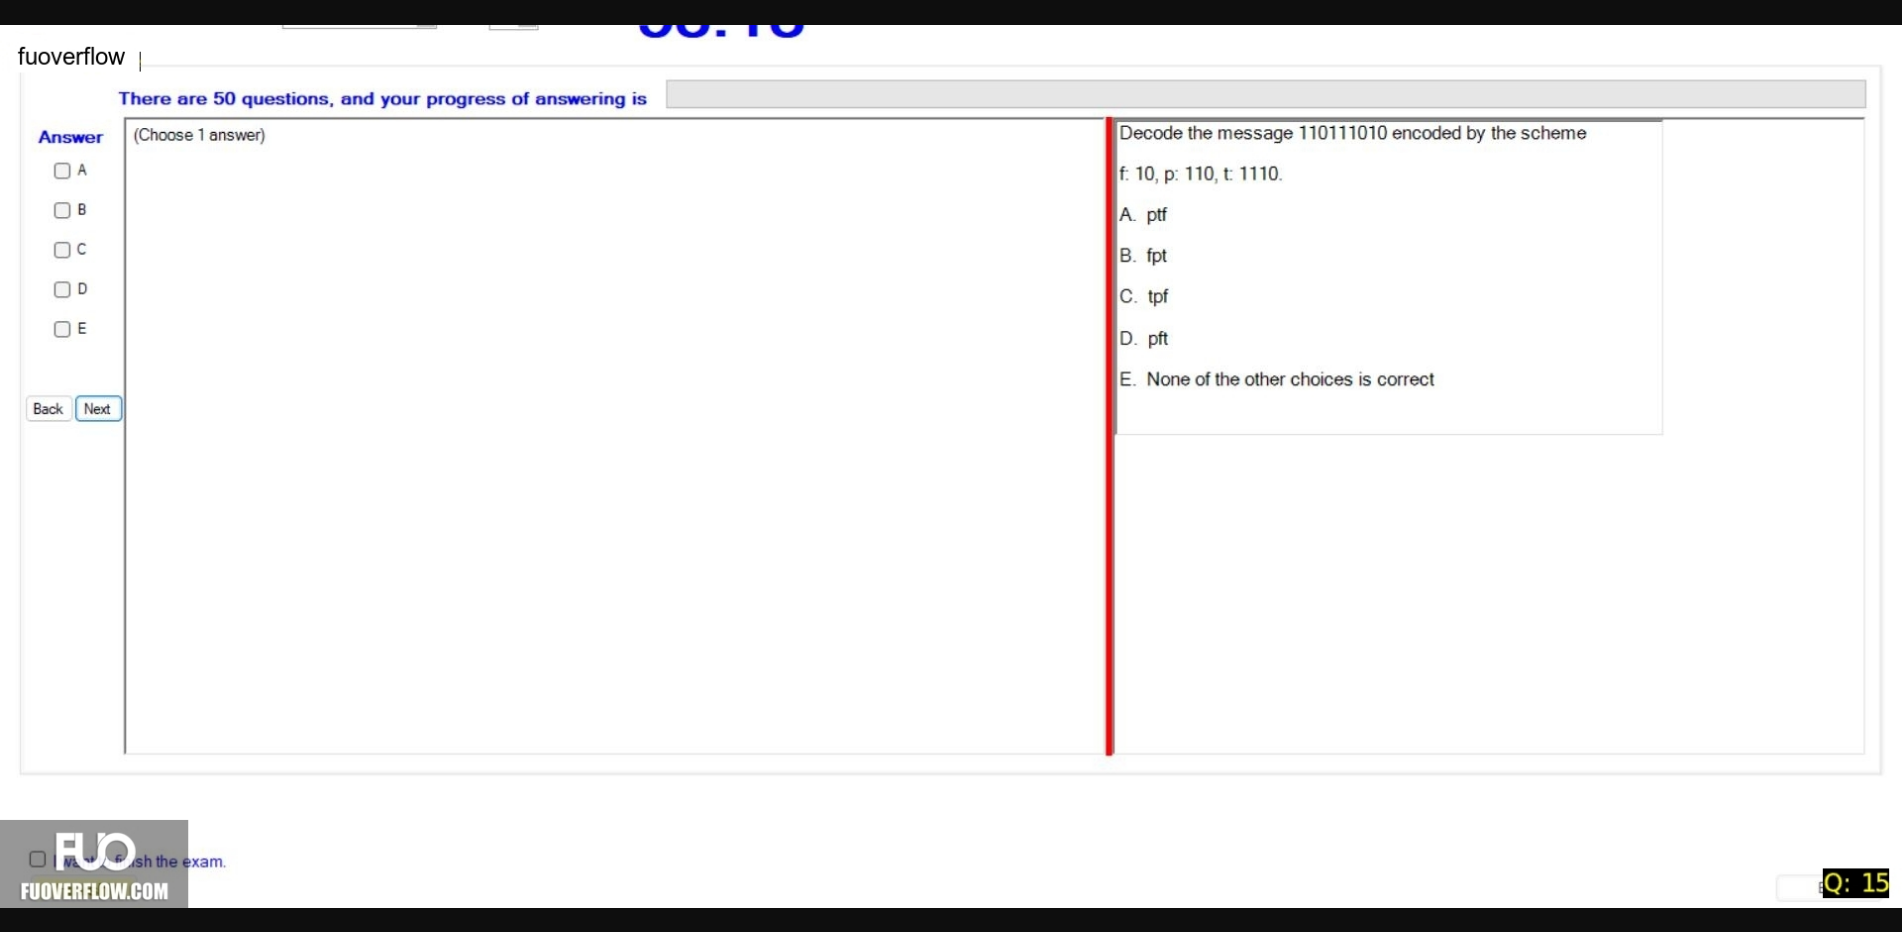 fuoverflow
There are 50 questions, and your progress of answering is
Answer
(Choose 1 answer)
A
B
C
D
E
Back Next
Decode the message 110111010 encoded by the scheme
f: 10, p: 110, t: 1110.
A. ptf
B. fpt
C. tpf
D. pft
E. None of the other choices is correct
FUO
sh the exam.
FUOVERFLOW.COM
Q: 15